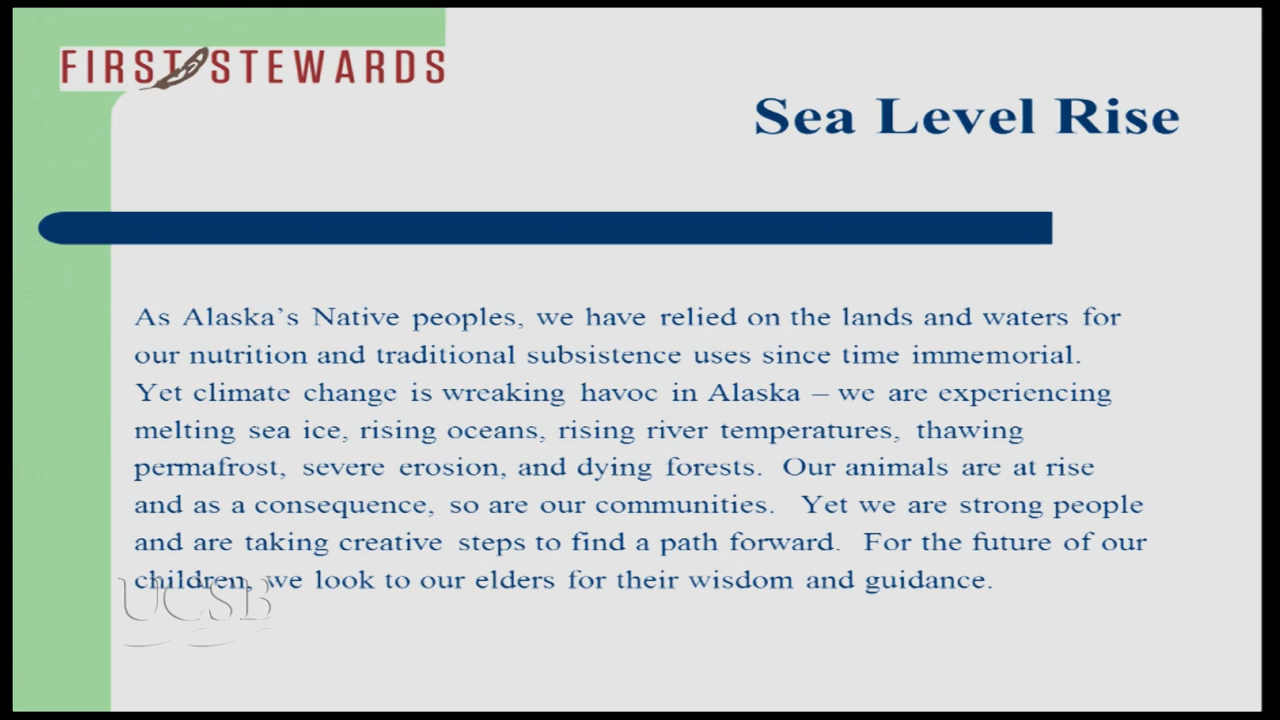 FIRST STEWARDS
Sea Level Rise
As Alaska’s Native peoples, we have relied on the lands and waters for
our nutrition and traditional subsistence uses since time immemorial.
Yet climate change is wreaking havoc in Alaska – we are experiencing
melting sea ice, rising oceans, rising river temperatures, thawing
permafrost, severe erosion, and dying forests. Our animals are at rise
and as a consequence, so are our communities. Yet we are strong people
and are taking creative steps to find a path forward. For the future of our
children, we look to our elders for their wisdom and guidance.
UCSB